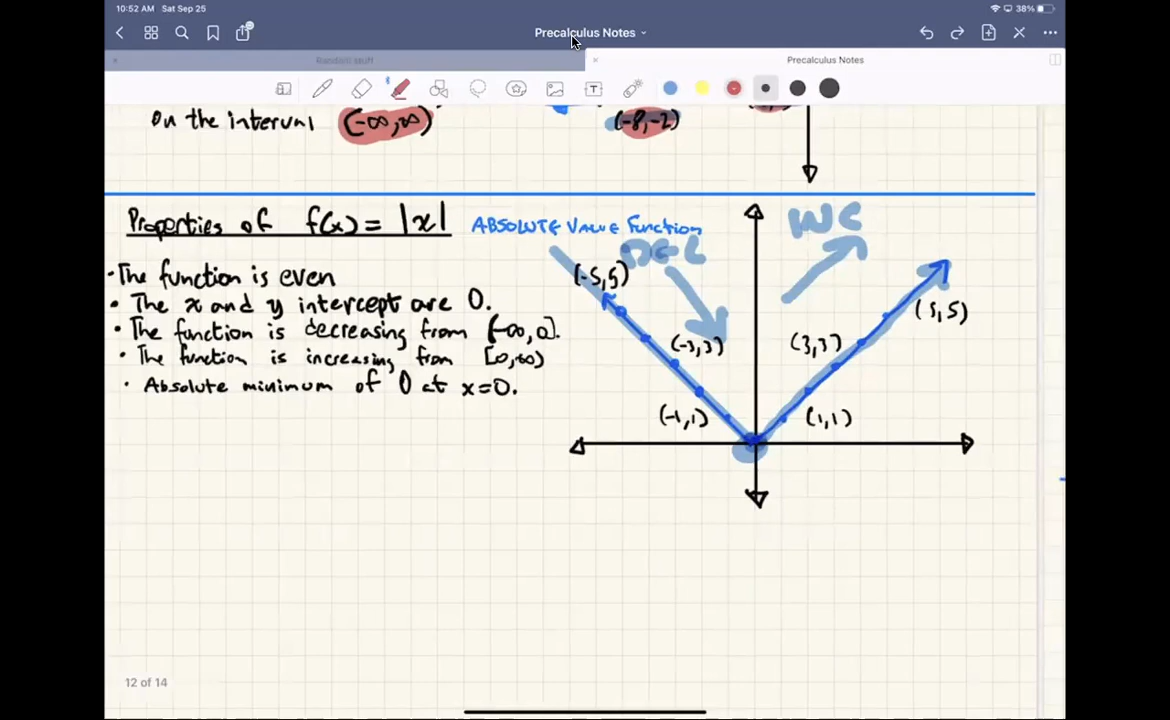 10:52 AM Sat Sep 25
38%
Precalculus Notes
Random stuff
Precalculus Notes
On the interval (-∞,∞)
(-8,-2)
Properties of f(x) = |x|
ABSOLUTE VALUE Function
DEC
INC
(-5,5)
(5,5)
(-3,3)
(3,3)
(-1,1)
(1,1)
·The function is even
• The x and y intercept are 0.
• The function is decreasing from (-∞,0].
• The function is increasing from [0,∞)
• Absolute minimum of 0 at x=0.
12 of 14